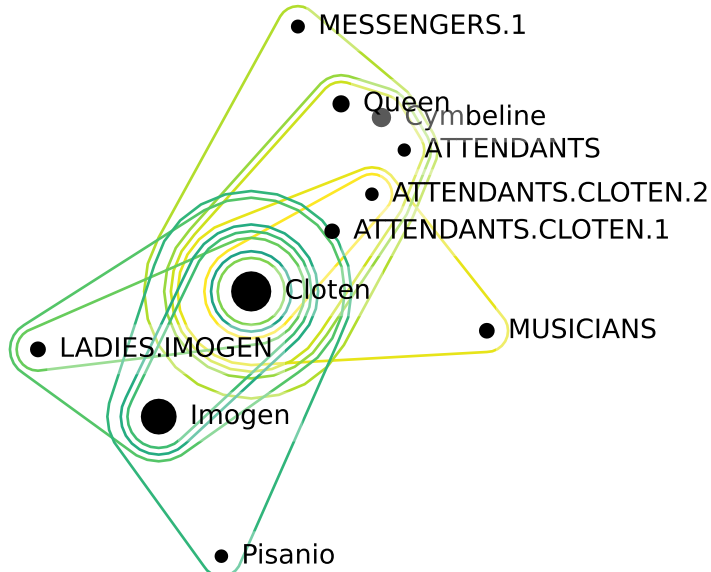 MESSENGERS.1
Queen
Cymbeline
ATTENDANTS
ATTENDANTS.CLOTEN.2
ATTENDANTS.CLOTEN.1
Cloten
MUSICIANS
LADIES.IMOGEN
Imogen
Pisanio